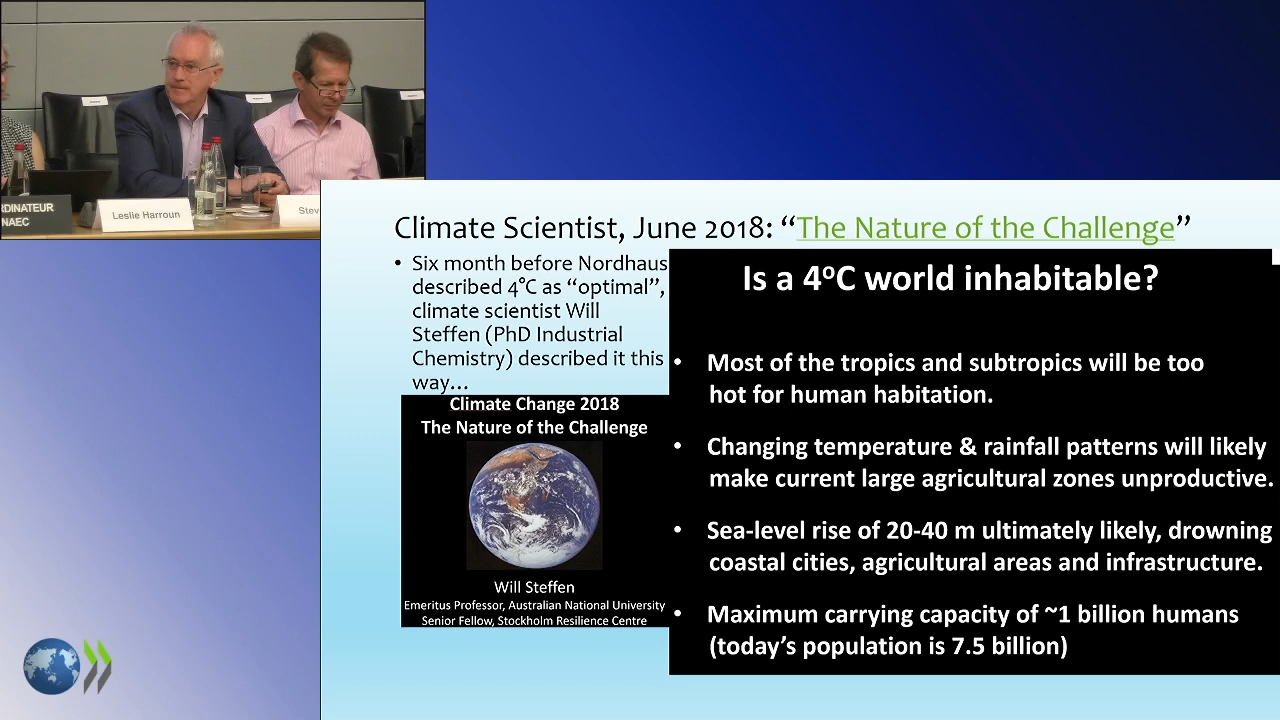 RDINATEUR
NAEC
Leslie Harroun
Stev
Climate Scientist, June 2018: “The Nature of the Challenge”
• Six month before Nordhaus
described 4°C as “optimal”,
climate scientist Will
Steffen (PhD Industrial
Chemistry) described it this
way…
Climate Change 2018
The Nature of the Challenge
Will Steffen
Emeritus Professor, Australian National University
Senior Fellow, Stockholm Resilience Centre
Is a 4°C world inhabitable?
• Most of the tropics and subtropics will be too
hot for human habitation.
• Changing temperature & rainfall patterns will likely
make current large agricultural zones unproductive.
• Sea-level rise of 20-40 m ultimately likely, drowning
coastal cities, agricultural areas and infrastructure.
• Maximum carrying capacity of ~1 billion humans
(today’s population is 7.5 billion)